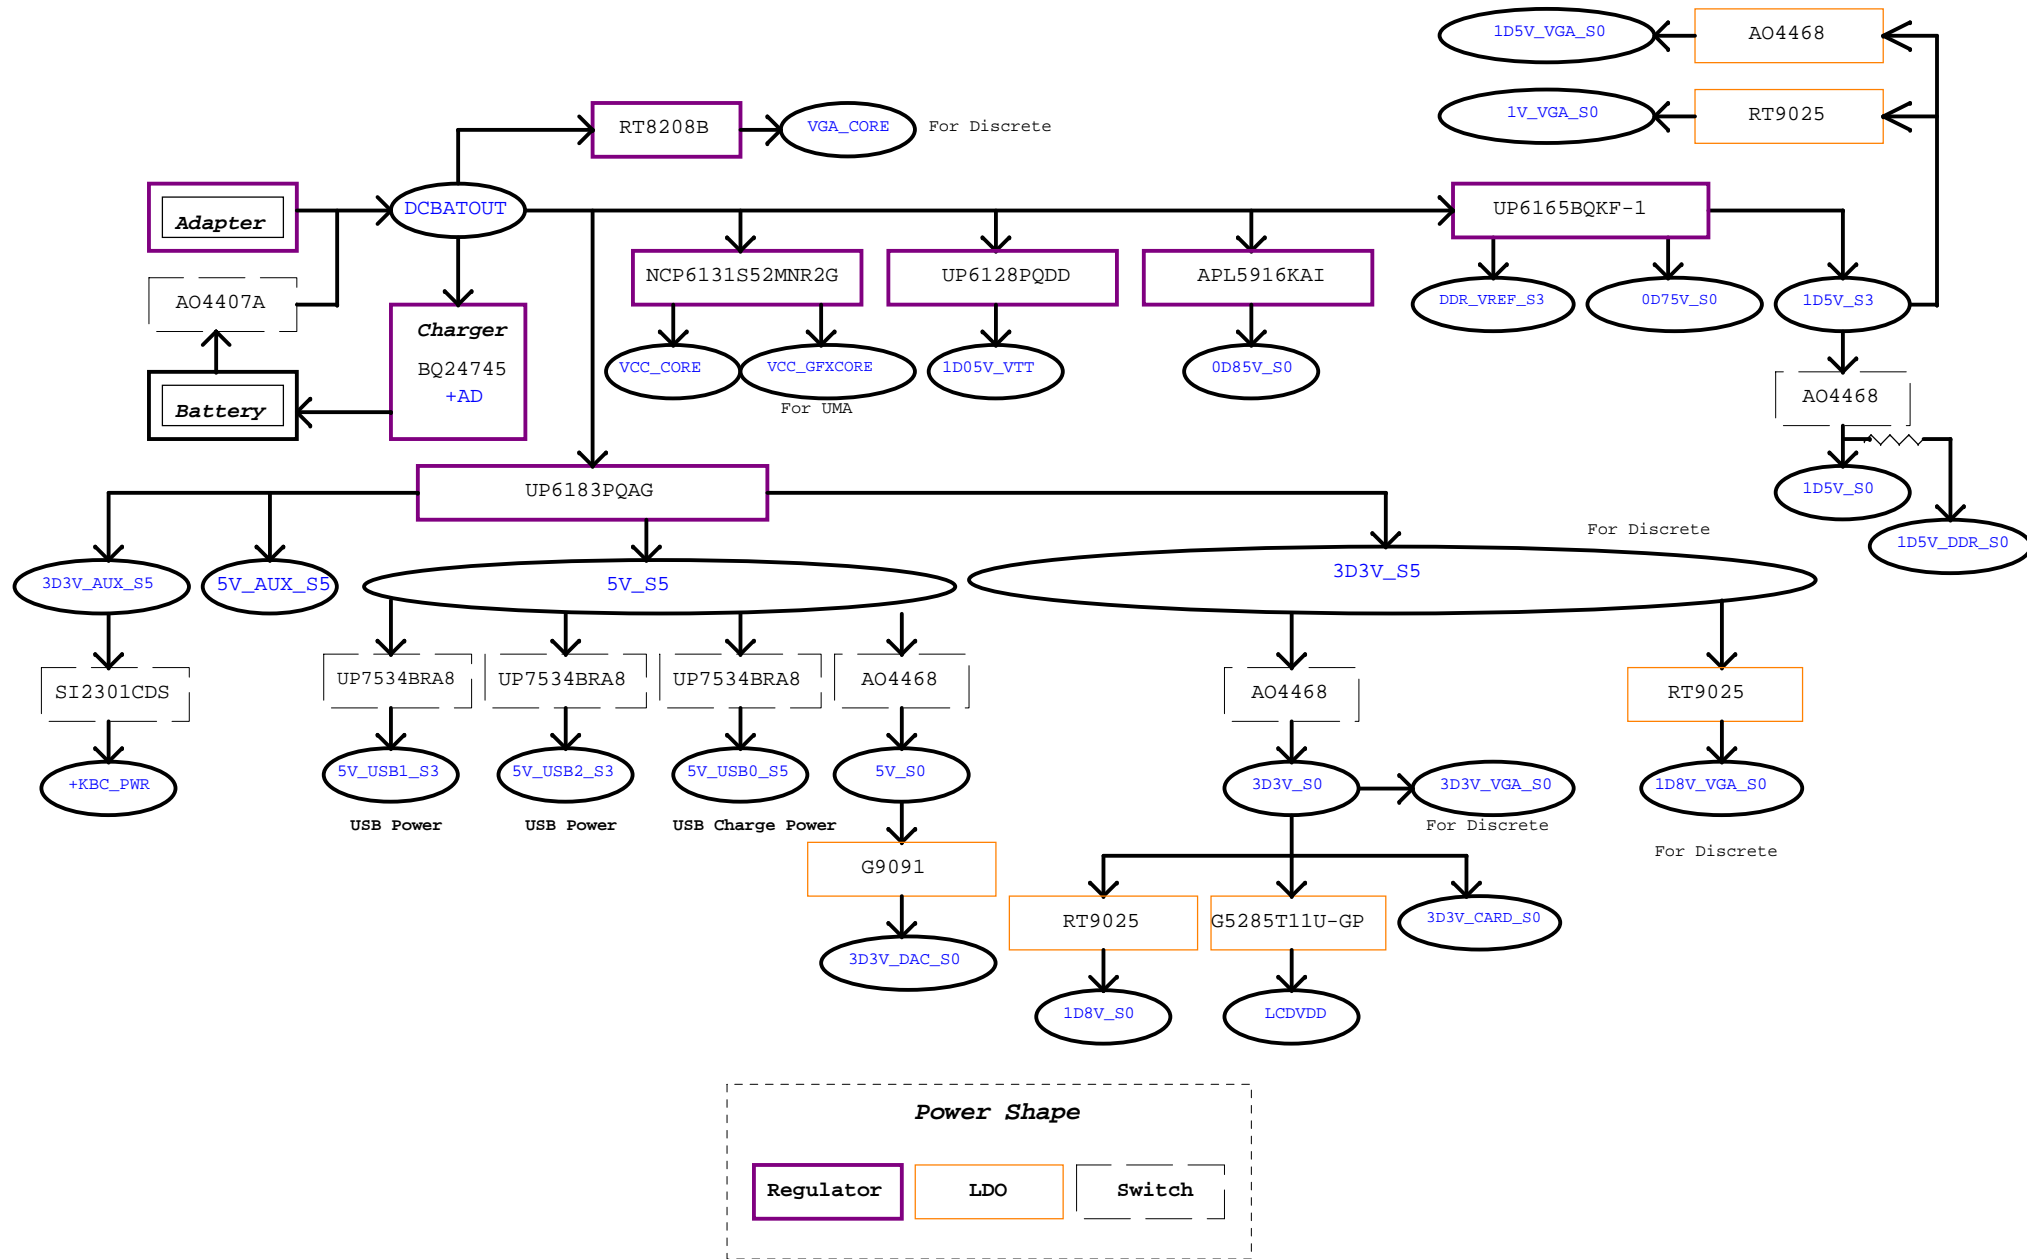 1D5V_VGA_S0
AO4468
1V_VGA_S0
RT9025
RT8208B
VGA_CORE
For Discrete
Adapter
DCBATOUT
UP6165BQKF-1
AO4407A
NCP6131S52MNR2G
UP6128PQDD
APL5916KAI
DDR_VREF_S3
0D75V_S0
1D5V_S3
Charger
BQ24745
+AD
Battery
VCC_CORE
VCC_GFXCORE
For UMA
1D05V_VTT
0D85V_S0
AO4468
1D5V_S0
1D5V_DDR_S0
UP6183PQAG
For Discrete
3D3V_AUX_S5
5V_AUX_S5
5V_S5
3D3V_S5
SI2301CDS
UP7534BRA8
UP7534BRA8
UP7534BRA8
AO4468
AO4468
RT9025
+KBC_PWR
5V_USB1_S3
5V_USB2_S3
5V_USB0_S5
5V_S0
3D3V_S0
3D3V_VGA_S0
1D8V_VGA_S0
USB Power
USB Power
USB Charge Power
For Discrete
For Discrete
G9091
RT9025
G5285T11U-GP
3D3V_CARD_S0
3D3V_DAC_S0
1D8V_S0
LCDVDD
Power Shape
Regulator
LDO
Switch